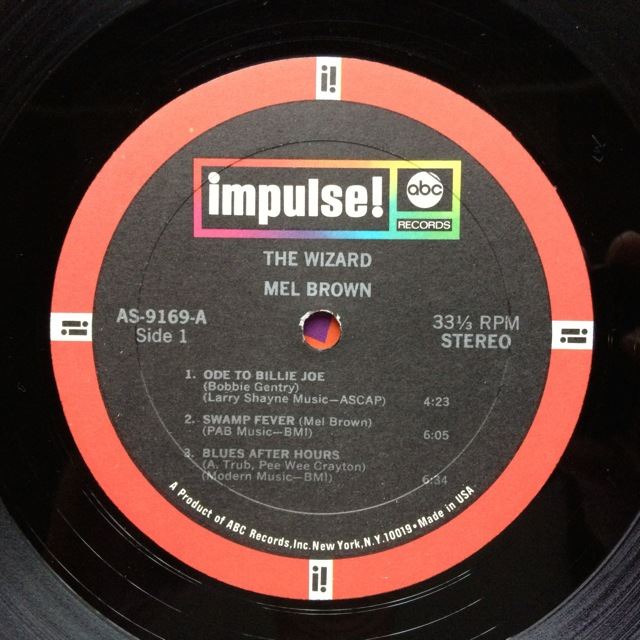 i!
impulse!
abc
RECORDS
THE WIZARD
MEL BROWN
AS-9169-A
Side 1
33⅓ RPM
STEREO
i!
i!
1. ODE TO BILLIE JOE
(Bobbie Gentry)
(Larry Shayne Music—ASCAP) 4:23
2. SWAMP FEVER (Mel Brown)
(PAB Music—BMI) 6:05
3. BLUES AFTER HOURS
(A. Trub, Pee Wee Crayton)
(Modern Music—BMI) 6:34
A Product of ABC Records, Inc. New York, N.Y. 10019 • Made in USA
i!